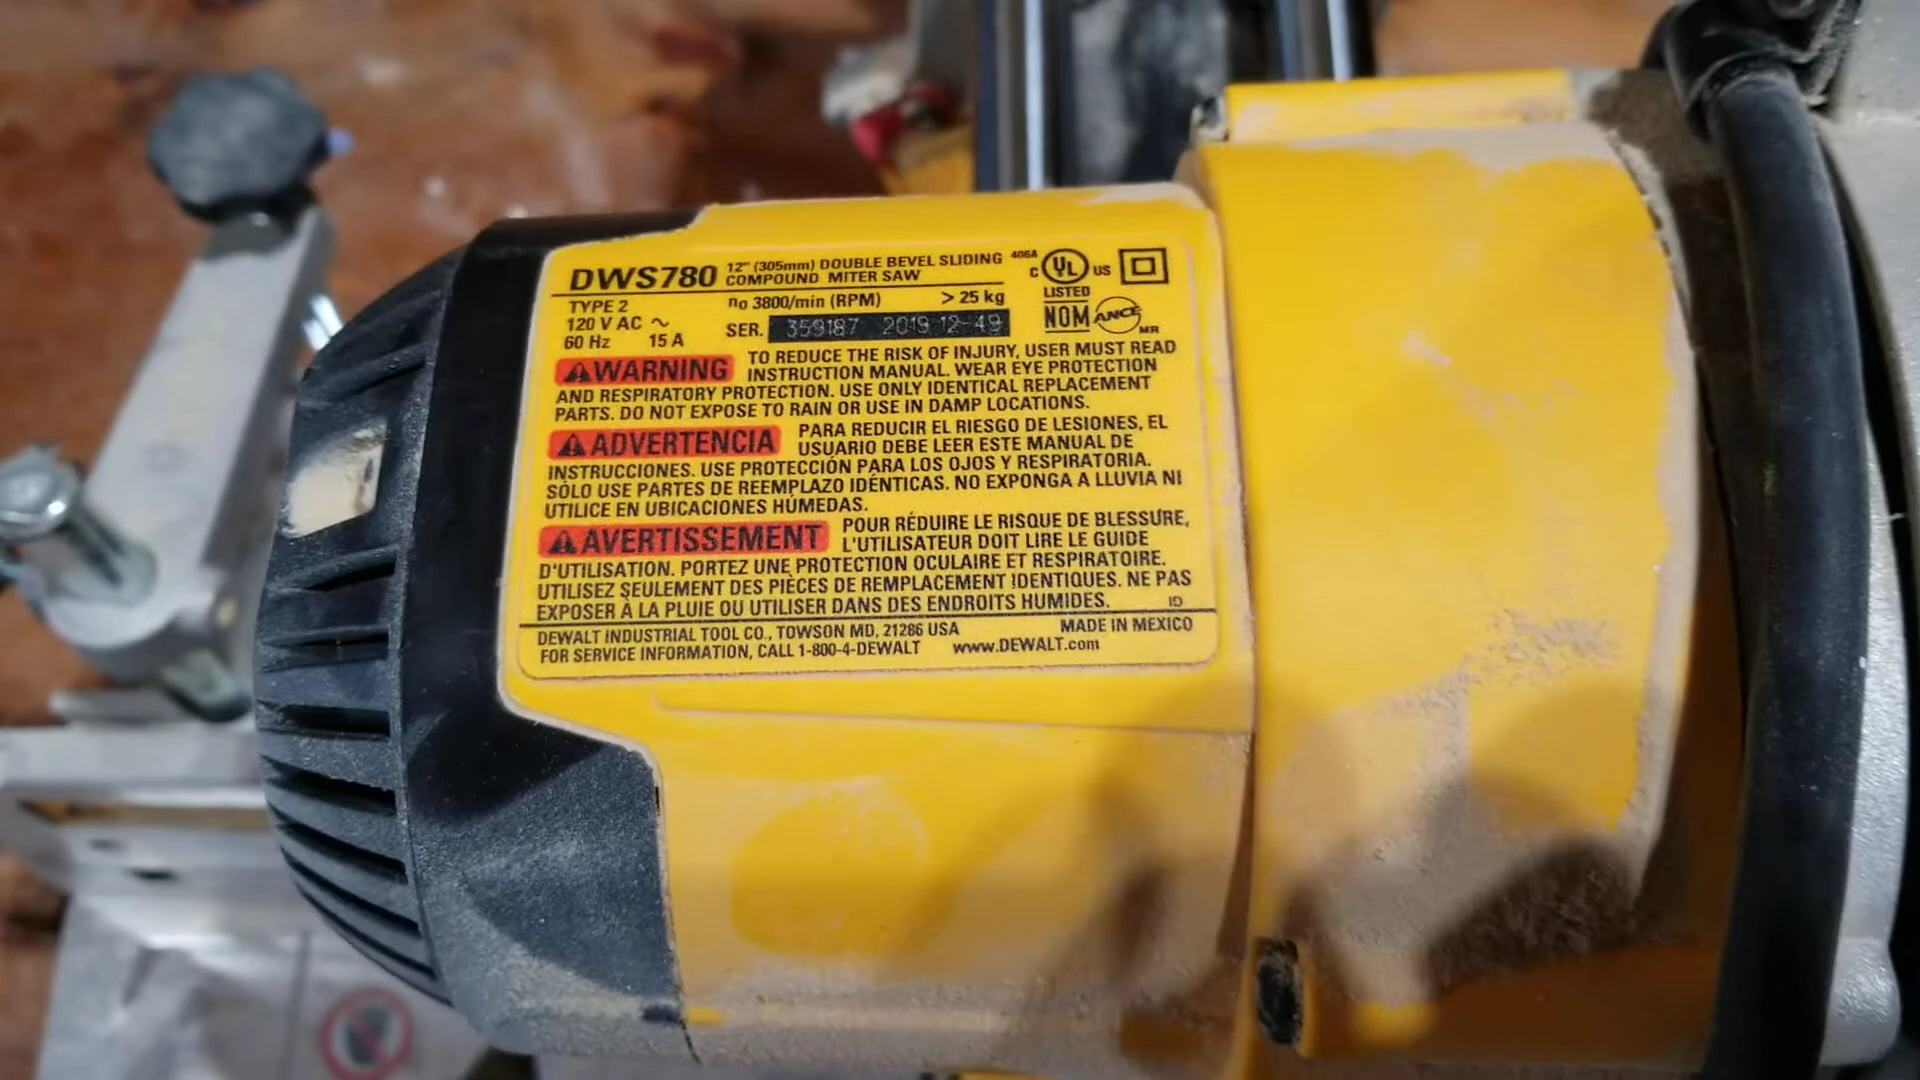 DWS780 12" (305mm) DOUBLE BEVEL SLIDING
COMPOUND MITER SAW
406A
C UL US
LISTED
TYPE 2
n₀ 3800/min (RPM) > 25 kg
120 V AC ~
SER. 359187 2019 12-49
60 Hz 15 A
NOM ANCE MR
WARNING TO REDUCE THE RISK OF INJURY, USER MUST READ
INSTRUCTION MANUAL. WEAR EYE PROTECTION
AND RESPIRATORY PROTECTION. USE ONLY IDENTICAL REPLACEMENT
PARTS. DO NOT EXPOSE TO RAIN OR USE IN DAMP LOCATIONS.
ADVERTENCIA PARA REDUCIR EL RIESGO DE LESIONES, EL
USUARIO DEBE LEER ESTE MANUAL DE
INSTRUCCIONES. USE PROTECCIÓN PARA LOS OJOS Y RESPIRATORIA.
SÓLO USE PARTES DE REEMPLAZO IDÉNTICAS. NO EXPONGA A LLUVIA NI
UTILICE EN UBICACIONES HÚMEDAS.
AVERTISSEMENT POUR RÉDUIRE LE RISQUE DE BLESSURE,
L'UTILISATEUR DOIT LIRE LE GUIDE
D'UTILISATION. PORTEZ UNE PROTECTION OCULAIRE ET RESPIRATOIRE.
UTILISEZ SEULEMENT DES PIÈCES DE REMPLACEMENT IDENTIQUES. NE PAS
EXPOSER À LA PLUIE OU UTILISER DANS DES ENDROITS HUMIDES. ID
DEWALT INDUSTRIAL TOOL CO., TOWSON MD, 21286 USA MADE IN MEXICO
FOR SERVICE INFORMATION, CALL 1-800-4-DEWALT www.DEWALT.com